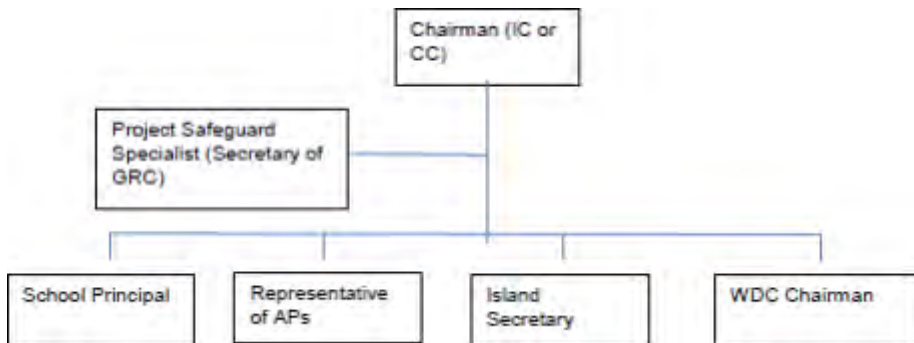 Chairman (IC or
CC)
Project Safeguard
Specialist (Secretary of
GRC)
School Principal
Representative
of APs
Island
Secretary
WDC Chairman